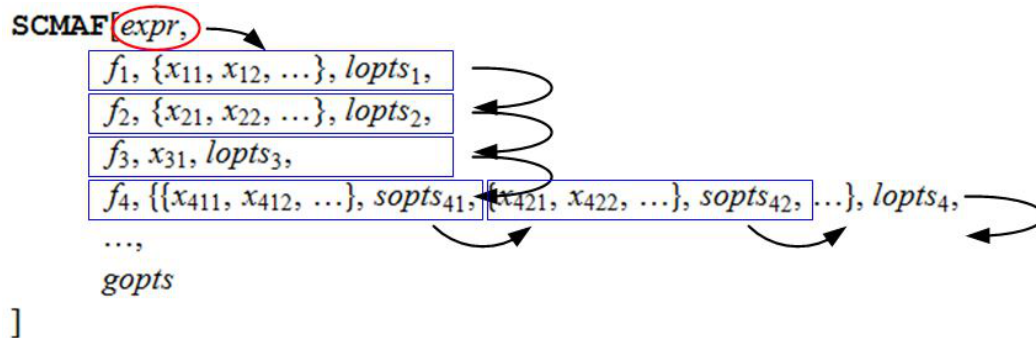 SCMAF[expr,
f₁, {x₁₁, x₁₂, …}, lopts₁,
f₂, {x₂₁, x₂₂, …}, lopts₂,
f₃, x₃₁, lopts₃,
f₄, {{x₄₁₁, x₄₁₂, …}, sopts₄₁, {x₄₂₁, x₄₂₂, …}, sopts₄₂, …}, lopts₄,
…,
gopts
]